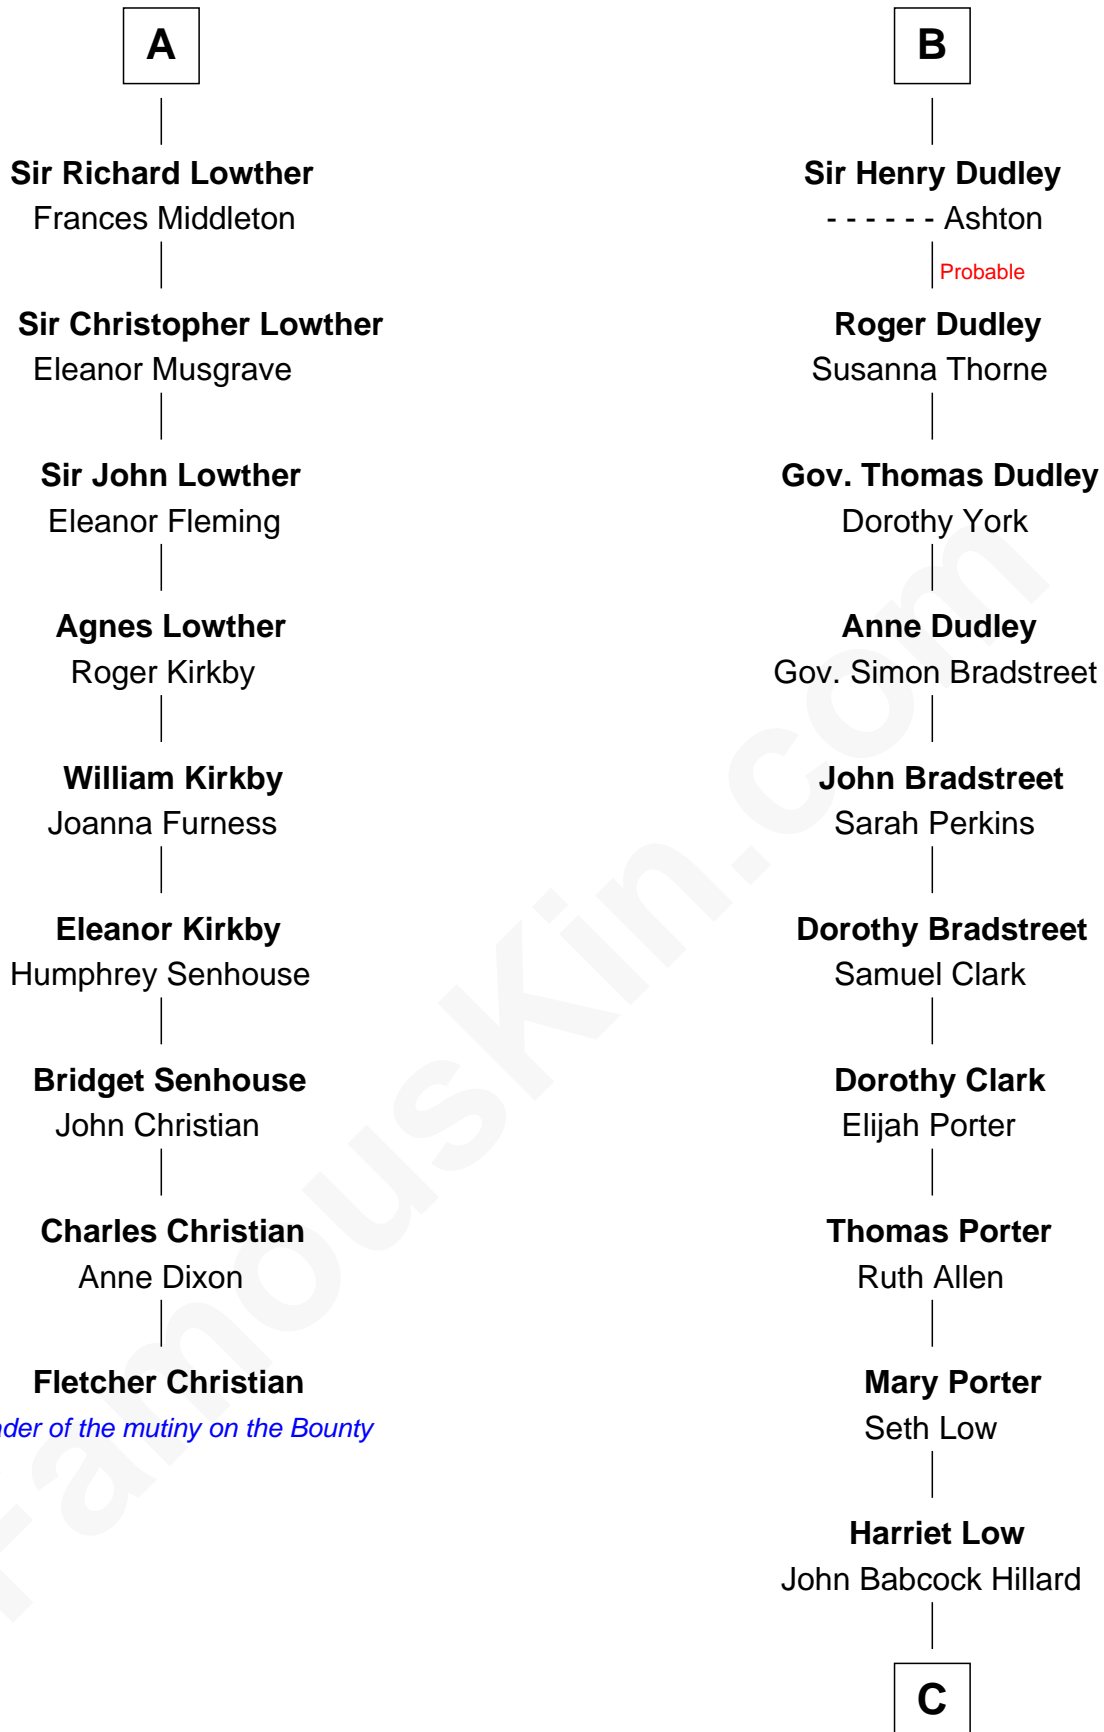 A
Sir Richard Lowther
Frances Middleton
Sir Christopher Lowther
Eleanor Musgrave
Sir John Lowther
Eleanor Fleming
Agnes Lowther
Roger Kirkby
William Kirkby
Joanna Furness
Eleanor Kirkby
Humphrey Senhouse
Bridget Senhouse
John Christian
Charles Christian
Anne Dixon
Fletcher Christian
of the mutiny on the Bounty
B
Sir Henry Dudley
- - - - - - Ashton
Probable
Roger Dudley
Susanna Thorne
Gov. Thomas Dudley
Dorothy York
Anne Dudley
Gov. Simon Bradstreet
John Bradstreet
Sarah Perkins
Dorothy Bradstreet
Samuel Clark
Dorothy Clark
Elijah Porter
Thomas Porter
Ruth Allen
Mary Porter
Seth Low
Harriet Low
John Babcock Hillard
C
FamousKin.com